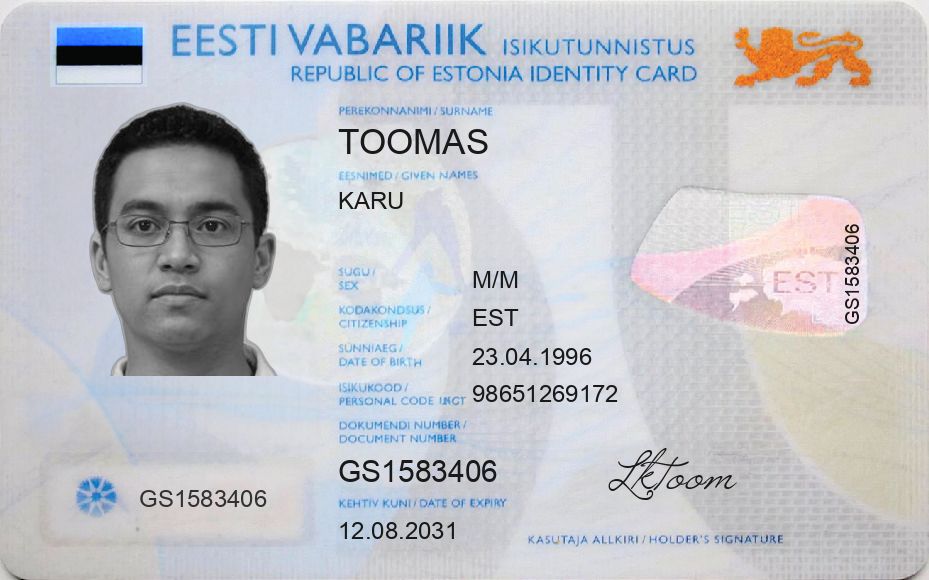 EESTI VABARIIK ISIKUTUNNISTUS
REPUBLIC OF ESTONIA IDENTITY CARD
PEREKONNANIMI / SURNAME
TOOMAS
EESNIMED / GIVEN NAMES
KARU
SUGU /
SEX
M/M
KODAKONDSUS /
CITIZENSHIP
EST
SÜNNIAEG /
DATE OF BIRTH
23.04.1996
ISIKUKOOD /
PERSONAL CODE
98651269172
DOKUMENDI NUMBER /
DOCUMENT NUMBER
GS1583406
KEHTIV KUNI / DATE OF EXPIRY
12.08.2031
GS1583406
EST
GS1583406
LkToom
KASUTAJA ALLKIRI / HOLDER'S SIGNATURE